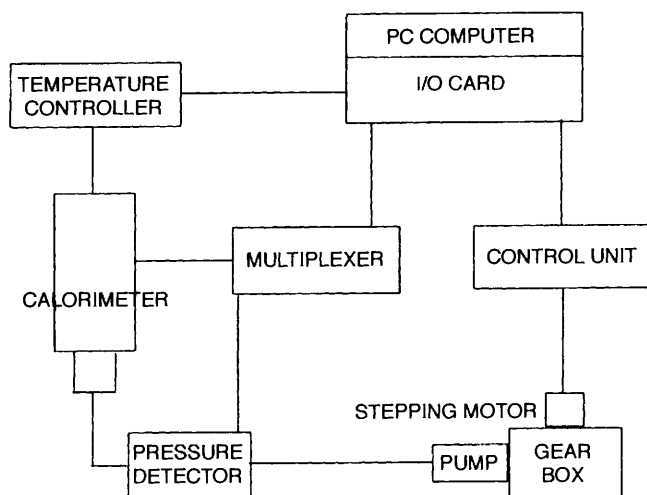 PC COMPUTER
I/O CARD
TEMPERATURE
CONTROLLER
MULTIPLEXER
CONTROL UNIT
CALORIMETER
STEPPING MOTOR
PRESSURE
DETECTOR
PUMP
GEAR
BOX